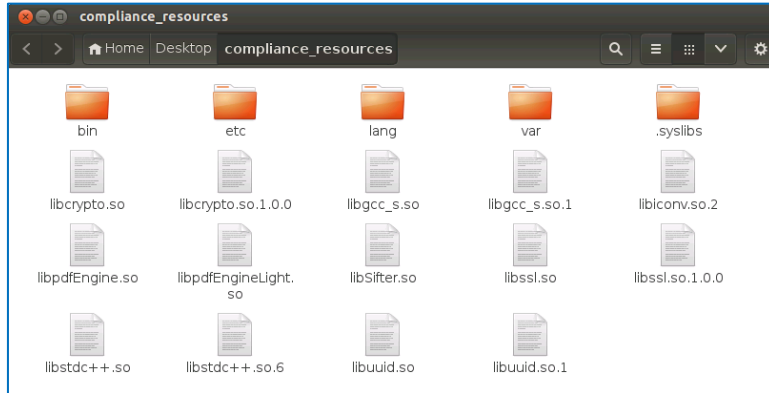 compliance_resources
Home Desktop compliance_resources
bin etc lang var .syslibs
libcrypto.so libcrypto.so.1.0.0 libgcc_s.so libgcc_s.so.1 libiconv.so.2
libpdfEngine.so libpdfEngineLight. libSifter.so libssl.so libssl.so.1.0.0
so
libstdc++.so libstdc++.so.6 libuuid.so libuuid.so.1